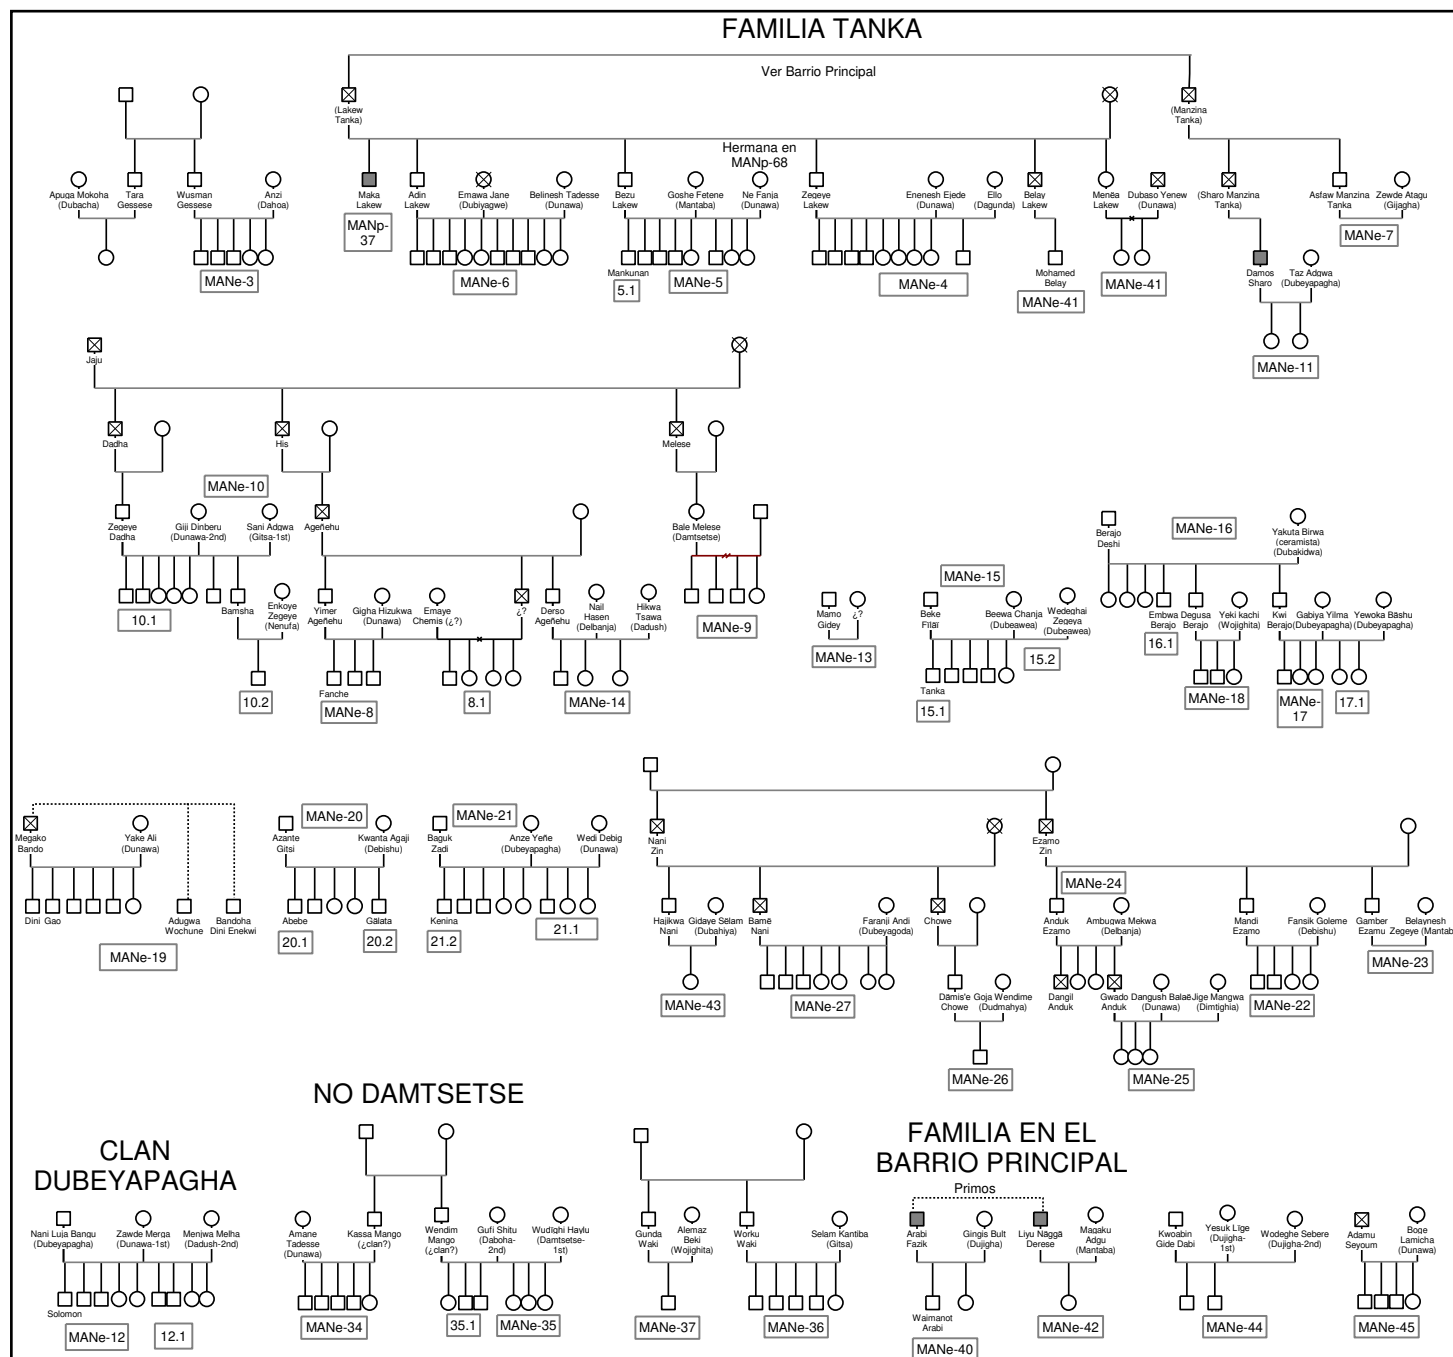 FAMILIA TANKA
Ver Barrio Principal
(Lakew
Tanka)
(Manzina
Tanka)
Hermana en
MANp-68
Apuga Mokoha
(Dubacha)
Tara
Gessese
Wusman
Gessese
Anzi
(Dahoa)
Maka
Lakew
Adin
Lakew
Emawa Jane
(Dubiyagwe)
Belinesh Tadesse
(Dunawa)
Bezu
Lakew
Goshe Fetene
(Mantaba)
Ne Fanja
(Dunawa)
Zegeye
Lakew
Enenesh Ejede
(Dunawa)
Ello
(Dagunda)
Belay
Lakew
Menëa
Lakew
Dubaso Yenew
(Dunawa)
(Sharo Manzina
Tanka)
Asfaw Manzina
Tanka
Zewde Atagu
(Gijagha)
MANp-
37
MANe-3
MANe-6
Mankunan
5.1
MANe-5
MANe-4
Mohamed
Belay
MANe-41
MANe-41
MANe-7
Damos
Sharo
Taz Adgwa
(Dubeyapagha)
MANe-11
Jaju
Dadha
His
Melese
MANe-10
Zegeye
Dadha
Giji Dinberu
(Dunawa-2nd)
Sani Adgwa
(Gitsa-1st)
Ageñehu
Bale Melese
(Damtsetse)
10.1
Bamsha
Enkoye
Zegeye
(Nenufa)
10.2
Yimer
Ageñehu
Gigha Hizukwa
(Dunawa)
Emaye
Chemis (¿?)
¿?
Derso
Ageñehu
Nail
Hasen
(Delbanja)
Hikwa
Tsawa
(Dadush)
MANe-9
Fanche
MANe-8
8.1
MANe-14
Mamo
Gidey
¿?
MANe-13
MANe-15
Beke
Filar
Beewa Chanja
(Dubeawea)
Wedeghai
Zegeya
(Dubeawea)
15.2
Tanka
15.1
Berajo
Deshi
MANe-16
Yakuta Birwa
(ceramista)
(Dubakidwa)
Embwa
Berajo
16.1
Degusa
Berajo
Yeki kachi
(Wojighita)
Kwi
Berajo
Gabiya Yilma
(Dubeyapagha)
Yewoka Bäshu
(Dubeyapagha)
MANe-18
MANe-
17
17.1
Megako
Bando
Yake Ali
(Dunawa)
Dini
Gao
Adugwa
Wochune
Bandoha
Dini Enekwi
MANe-19
MANe-20
Azante
Gitsi
Kwanta Agaji
(Debishu)
Abebe
20.1
Gälata
20.2
MANe-21
Baguk
Zadi
Anze Yeñe
(Dubeyapagha)
Wedi Debig
(Dunawa)
Kenina
21.2
21.1
Nani
Zin
Ezamo
Zin
Hajikwa
Nani
Gidaye Sëlam
(Dubahiya)
Bamë
Nani
Faranji Andi
(Dubeyagoda)
Chowe
MANe-43
MANe-27
Dämis'e
Chowe
Goja Wendime
(Dudmahya)
MANe-26
MANe-24
Anduk
Ezamo
Ambugwa Mekwa
(Delbanja)
Dangil
Anduk
Gwado
Anduk
Dangush Balaë
(Dunawa)
Jige Mangwa
(Dimtighia)
MANe-25
Mandi
Ezamo
Fansik Goleme
(Debishu)
MANe-22
Gamber
Ezamu
Belaynesh
Zegeye (Mantab
MANe-23
CLAN
DUBEYAPAGHA
Nani Luja Bangu
(Dubeyapagha)
Zawde Merga
(Dunawa-1st)
Menjwa Melha
(Dadush-2nd)
Solomon
MANe-12
12.1
NO DAMTSETSE
Amane
Tadesse
(Dunawa)
Kassa Mango
(¿clan?)
Wendim
Mango
(¿clan?)
Gufi Shitu
(Daboha-
2nd)
Wudighi Haylu
(Damtsetse-
1st)
MANe-34
35.1
MANe-35
Gunda
Waki
Alemaz
Beki
(Wojighita)
Worku
Waki
Selam Kantiba
(Gitsa)
MANe-37
MANe-36
FAMILIA EN EL
BARRIO PRINCIPAL
Primos
Arabi
Fazik
Gingis Bult
(Dujigha)
Liyu Näggä
Derese
Magaku
Adgu
(Mantaba)
Waimanot
Arabi
MANe-40
MANe-42
Kwoabin
Gide Dabi
Yesuk Lige
(Dujigha-
1st)
Wodeghe Sebere
(Dujigha-2nd)
MANe-44
Adamu
Seyoum
Boge
Lamicha
(Dunawa)
MANe-45